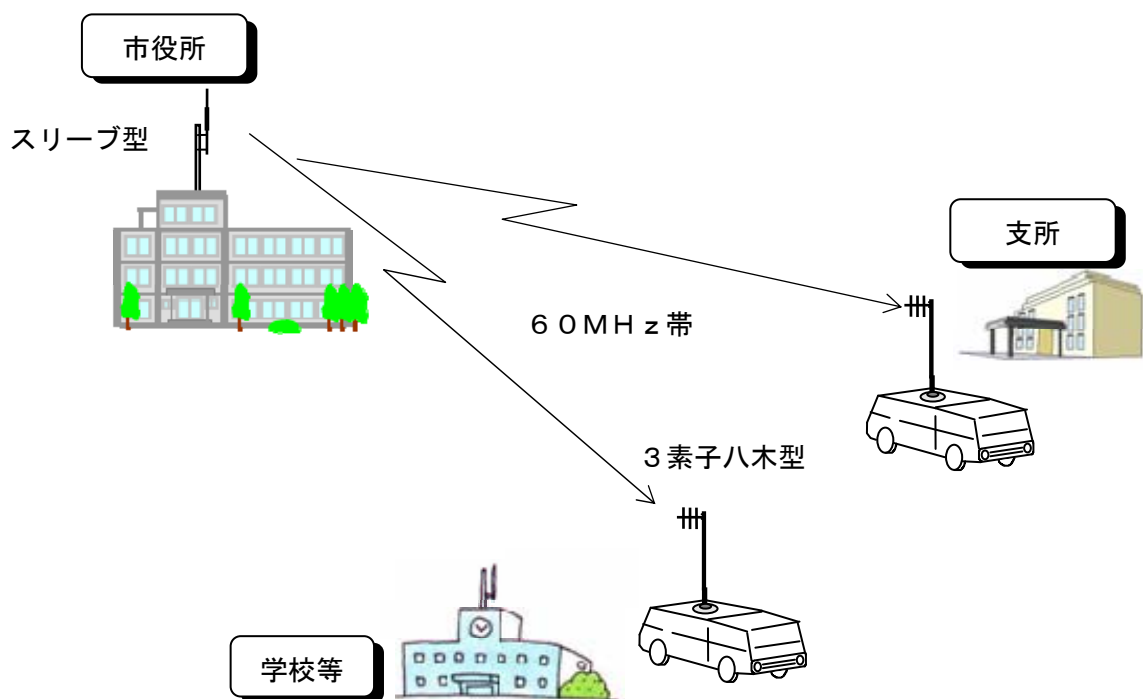 市役所
スリーブ型
支所
６０ＭＨｚ帯
３素子八木型
学校等